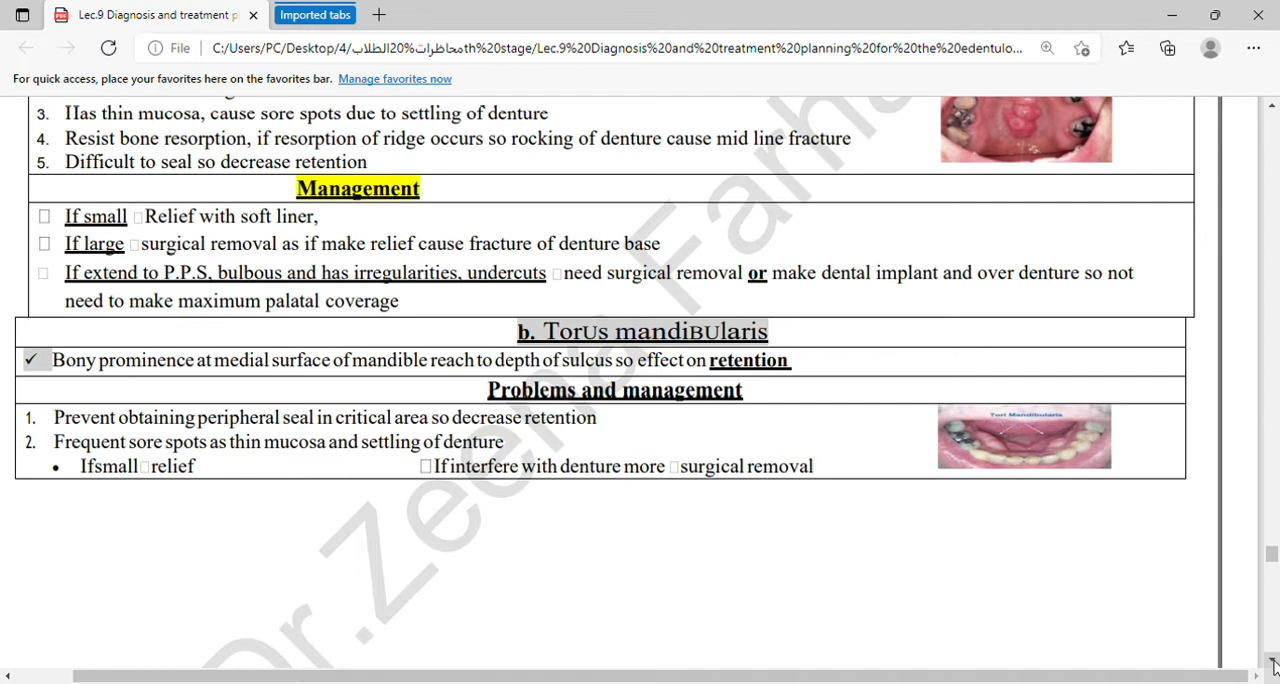 Lec.9 Diagnosis and treatment p
Imported tabs
File
C:/Users/PC/Desktop/4/محاظرات%20الطلابth%20stage/Lec.9%20Diagnosis%20and%20treatment%20planning%20for%20the%20edentulo...
For quick access, place your favorites here on the favorites bar. Manage favorites now
3. Has thin mucosa, cause sore spots due to settling of denture
4. Resist bone resorption, if resorption of ridge occurs so rocking of denture cause mid line fracture
5. Difficult to seal so decrease retention
Management
If small Relief with soft liner,
If large surgical removal as if make relief cause fracture of denture base
If extend to P.P.S, bulbous and has irregularities, undercuts need surgical removal or make dental implant and over denture so not
need to make maximum palatal coverage
b. TorUs mandiBUlaris
✓ Bony prominence at medial surface of mandible reach to depth of sulcus so effect on retention
Problems and management
1. Prevent obtaining peripheral seal in critical area so decrease retention
2. Frequent sore spots as thin mucosa and settling of denture
• Ifsmall relief If interfere with denture more surgical removal
Tori Mandibularis
Dr.Zeena Farha